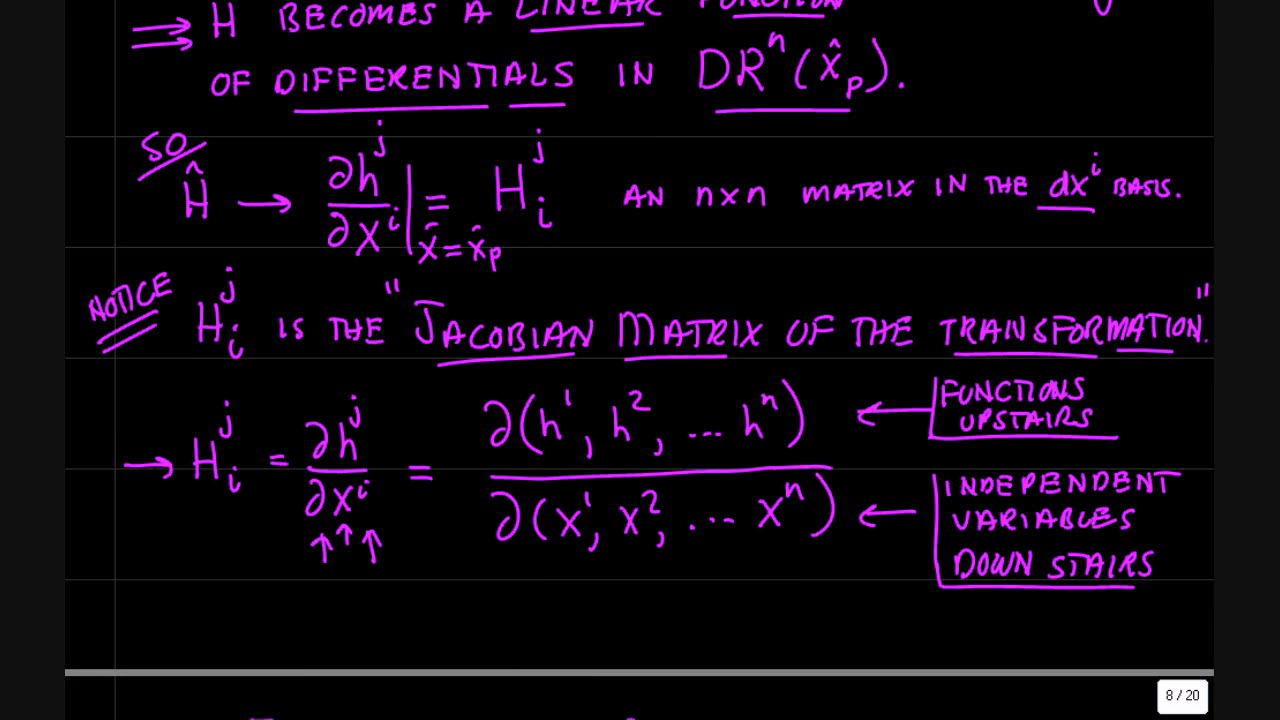 ⇒ H BECOMES A LINEAR FUNCTION
OF DIFFERENTIALS IN DRⁿ(x̂ₚ).
SO
Ĥ → ∂hʲ/∂xⁱ |x̂=x̂ₚ = Hᵢʲ AN n×n MATRIX IN THE dxⁱ BASIS.
NOTICE
Hᵢʲ IS THE "JACOBIAN MATRIX OF THE TRANSFORMATION."
→ Hᵢʲ = ∂hʲ/∂xⁱ = ∂(h¹, h², ... hⁿ)/∂(x¹, x², ... xⁿ)
← FUNCTIONS
UPSTAIRS
← INDEPENDENT
VARIABLES
DOWN STAIRS
↑↑↑
8 / 20